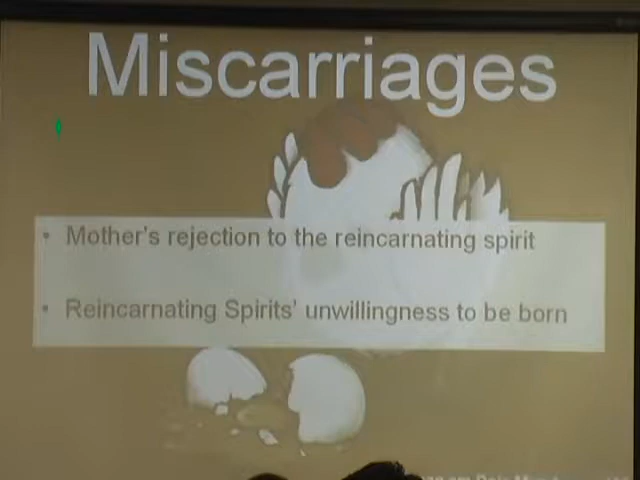 Miscarriages
• Mother's rejection to the reincarnating spirit
• Reincarnating Spirits' unwillingness to be born